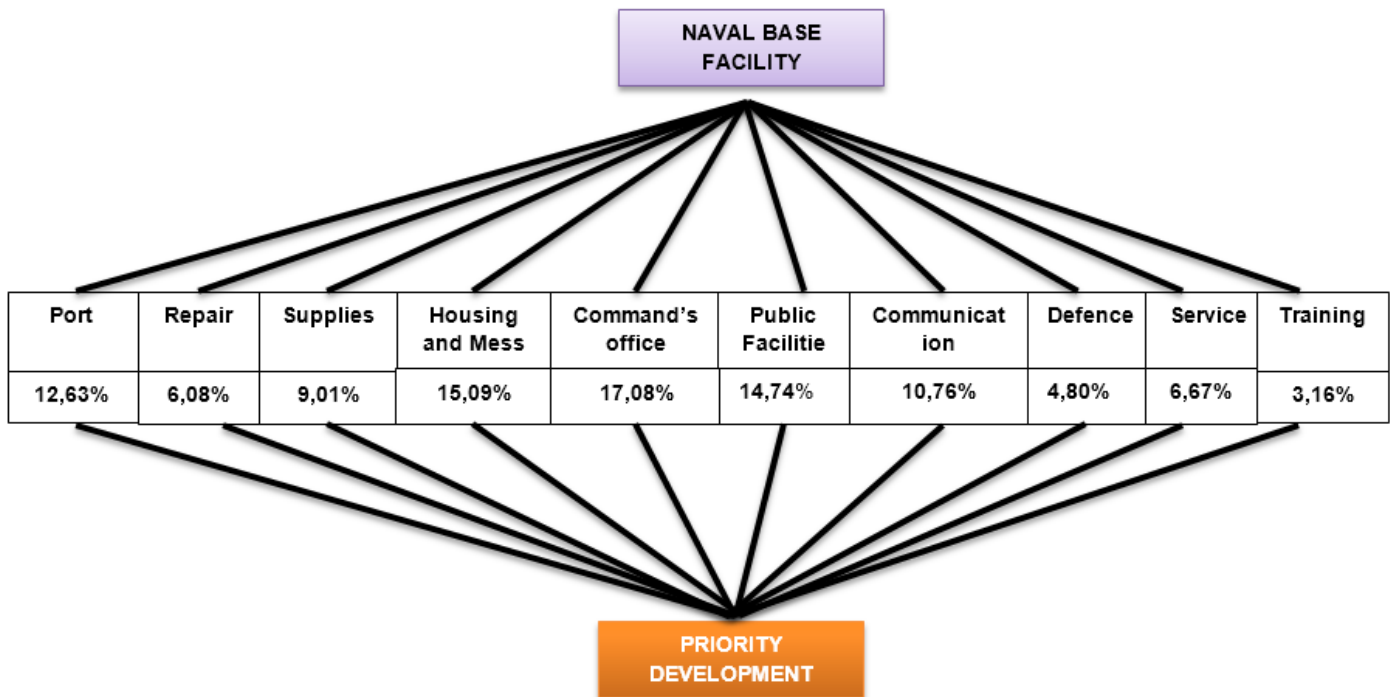 NAVAL BASE
FACILITY
Port
Repair
Supplies
Housing
and Mess
Command's
office
Public
Facilitie
Communicat
ion
Defence
Service
Training
12,63%
6,08%
9,01%
15,09%
17,08%
14,74%
10,76%
4,80%
6,67%
3,16%
PRIORITY
DEVELOPMENT